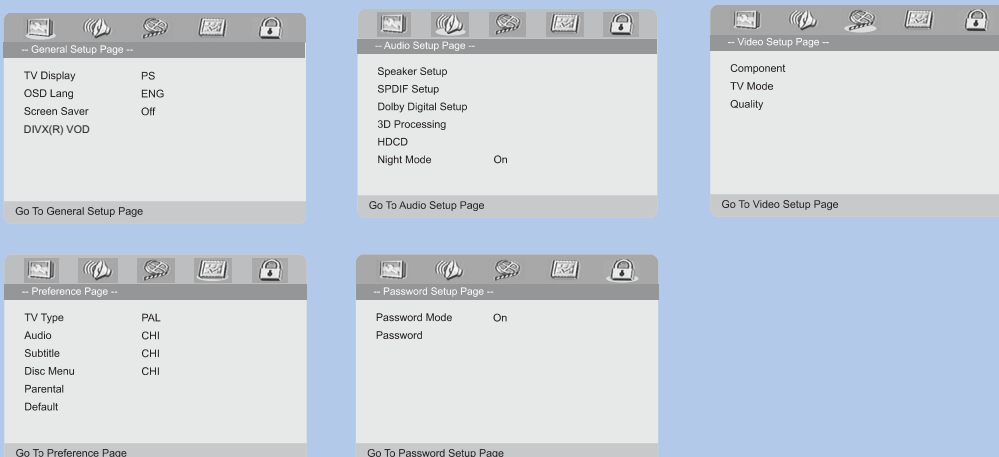 -- General Setup Page --
TV Display PS
OSD Lang ENG
Screen Saver Off
DIVX(R) VOD
Go To General Setup Page
-- Audio Setup Page --
Speaker Setup
SPDIF Setup
Dolby Digital Setup
3D Processing
HDCD
Night Mode On
Go To Audio Setup Page
-- Video Setup Page --
Component
TV Mode
Quality
Go To Video Setup Page
-- Preference Page --
TV Type PAL
Audio CHI
Subtitle CHI
Disc Menu CHI
Parental
Default
Go To Preference Page
-- Password Setup Page --
Password Mode On
Password
Go To Password Setup Page